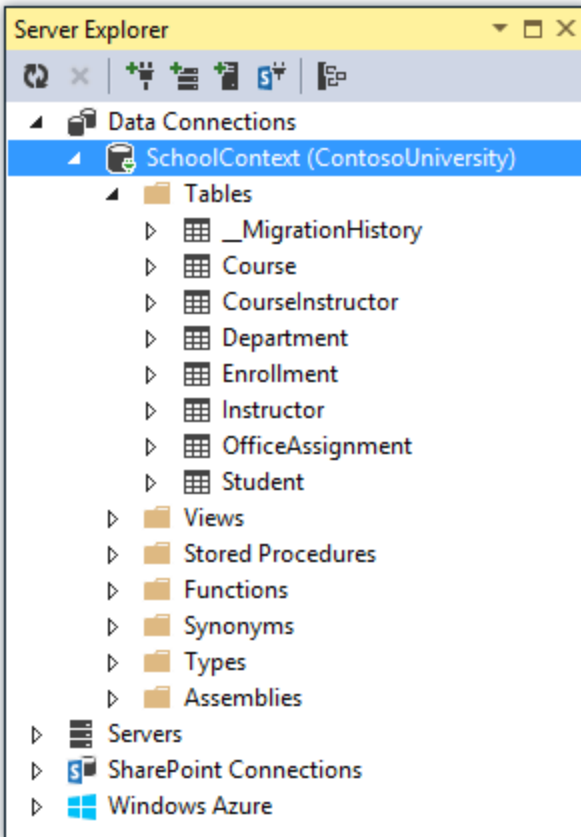 Server Explorer
Data Connections
SchoolContext (ContosoUniversity)
Tables
__MigrationHistory
Course
CourseInstructor
Department
Enrollment
Instructor
OfficeAssignment
Student
Views
Stored Procedures
Functions
Synonyms
Types
Assemblies
Servers
SharePoint Connections
Windows Azure